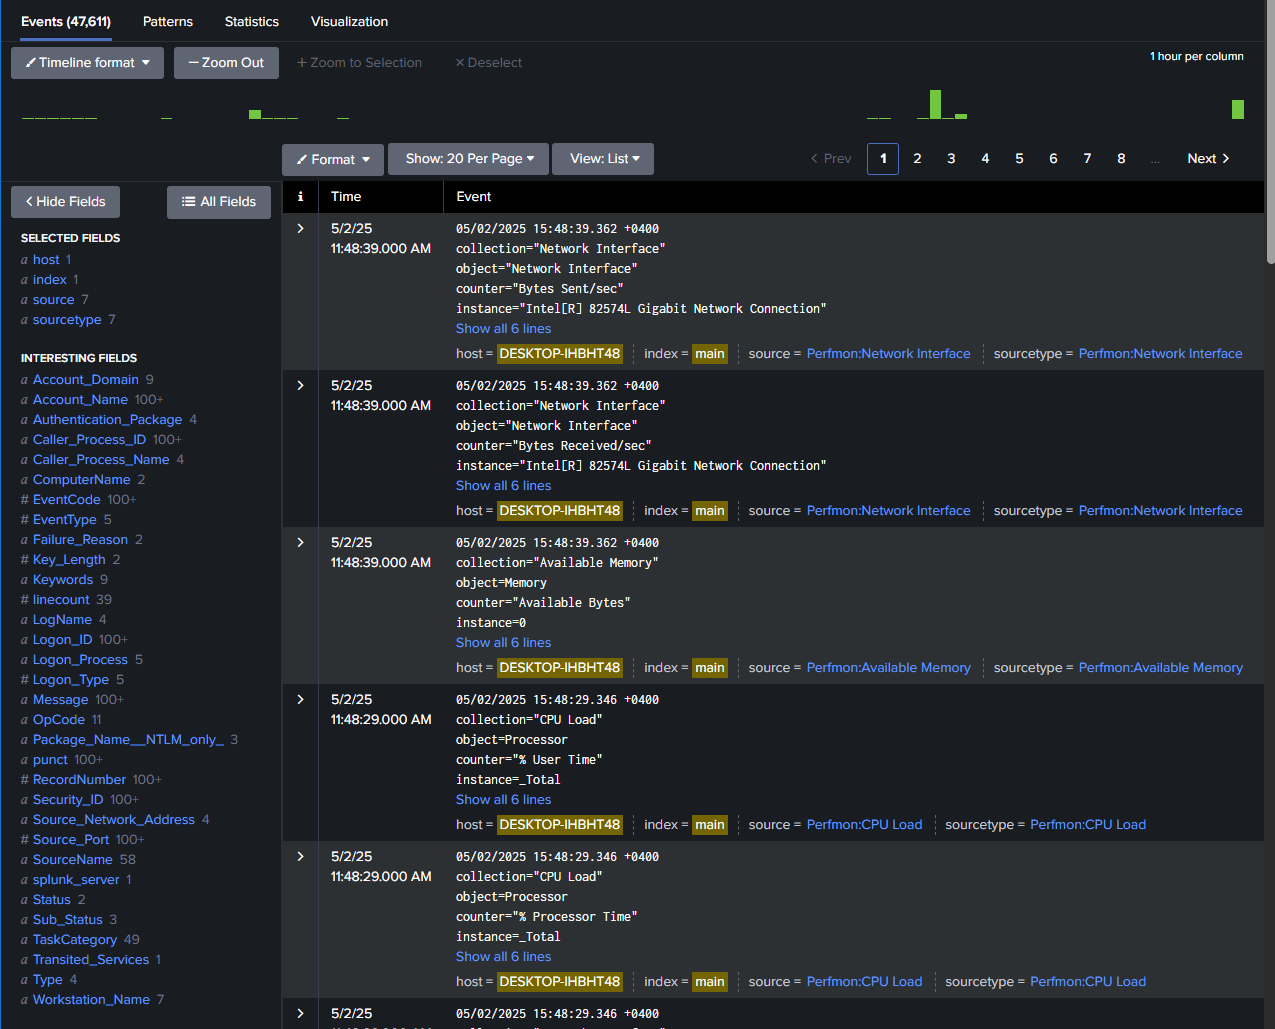 Events (47,611) Patterns Statistics Visualization
Timeline format — Zoom Out + Zoom to Selection × Deselect
1 hour per column
Format Show: 20 Per Page View: List < Prev 1 2 3 4 5 6 7 8 ... Next >
< Hide Fields All Fields
SELECTED FIELDS
a host 1
a index 1
a source 7
a sourcetype 7
INTERESTING FIELDS
a Account_Domain 9
a Account_Name 100+
a Authentication_Package 4
a Caller_Process_ID 100+
a Caller_Process_Name 4
a ComputerName 2
# EventCode 100+
# EventType 5
a Failure_Reason 2
# Key_Length 2
a Keywords 9
# linecount 39
a LogName 4
a Logon_ID 100+
a Logon_Process 5
# Logon_Type 5
a Message 100+
a OpCode 11
a Package_Name__NTLM_only_ 3
a punct 100+
# RecordNumber 100+
a Security_ID 100+
a Source_Network_Address 4
# Source_Port 100+
a SourceName 58
a splunk_server 1
a Status 2
a Sub_Status 3
a TaskCategory 49
a Transited_Services 1
a Type 4
a Workstation_Name 7
i Time Event
5/2/25
11:48:39.000 AM
05/02/2025 15:48:39.362 +0400
collection="Network Interface"
object="Network Interface"
counter="Bytes Sent/sec"
instance="Intel[R] 82574L Gigabit Network Connection"
Show all 6 lines
host = DESKTOP-IHBHT48 index = main source = Perfmon:Network Interface sourcetype = Perfmon:Network Interface
5/2/25
11:48:39.000 AM
05/02/2025 15:48:39.362 +0400
collection="Network Interface"
object="Network Interface"
counter="Bytes Received/sec"
instance="Intel[R] 82574L Gigabit Network Connection"
Show all 6 lines
host = DESKTOP-IHBHT48 index = main source = Perfmon:Network Interface sourcetype = Perfmon:Network Interface
5/2/25
11:48:39.000 AM
05/02/2025 15:48:39.362 +0400
collection="Available Memory"
object=Memory
counter="Available Bytes"
instance=0
Show all 6 lines
host = DESKTOP-IHBHT48 index = main source = Perfmon:Available Memory sourcetype = Perfmon:Available Memory
5/2/25
11:48:29.000 AM
05/02/2025 15:48:29.346 +0400
collection="CPU Load"
object=Processor
counter="% User Time"
instance=_Total
Show all 6 lines
host = DESKTOP-IHBHT48 index = main source = Perfmon:CPU Load sourcetype = Perfmon:CPU Load
5/2/25
11:48:29.000 AM
05/02/2025 15:48:29.346 +0400
collection="CPU Load"
object=Processor
counter="% Processor Time"
instance=_Total
Show all 6 lines
host = DESKTOP-IHBHT48 index = main source = Perfmon:CPU Load sourcetype = Perfmon:CPU Load
5/2/25
05/02/2025 15:48:29.346 +0400